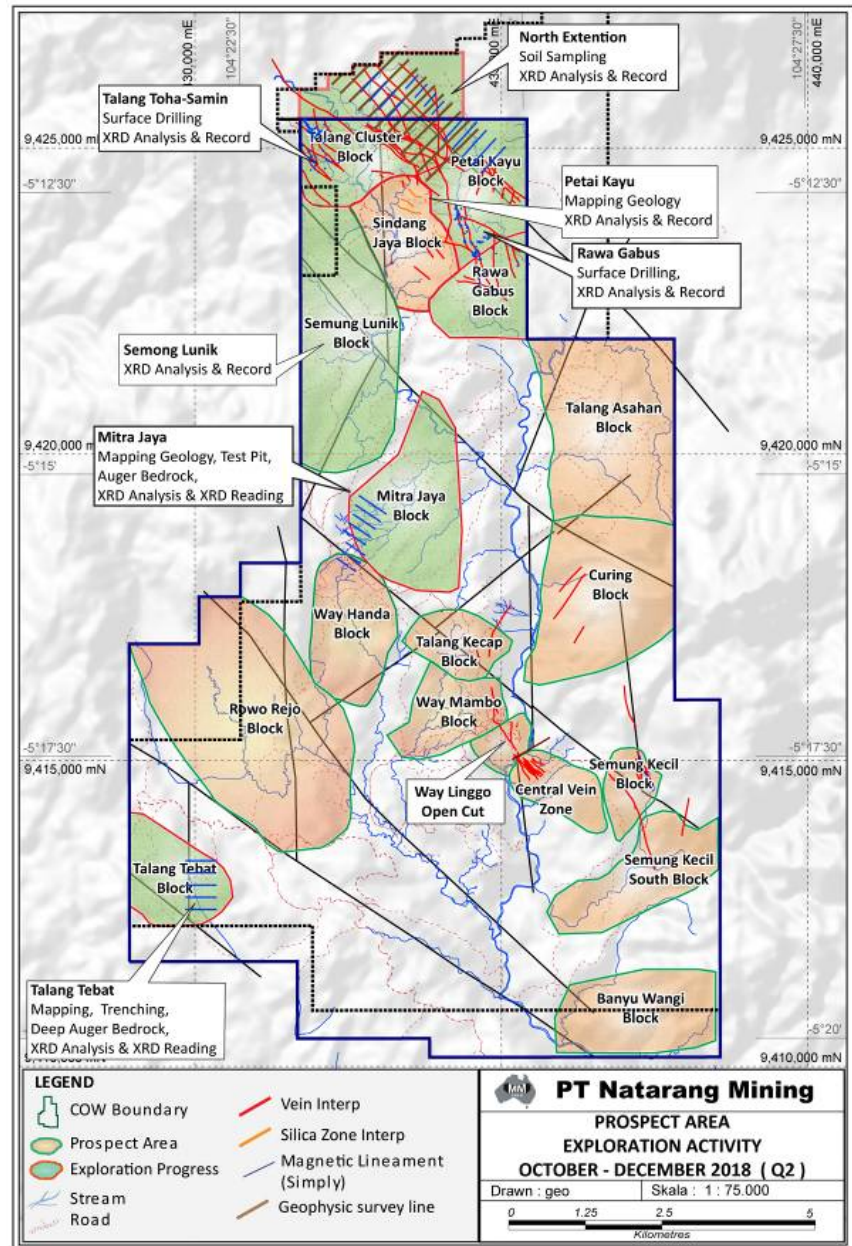 430,000 mE
104°22'30"
104°27'30"
440,000 mE
North Extention
Soil Sampling
XRD Analysis & Record
Talang Toha-Samin
Surface Drilling
XRD Analysis & Record
9,425,000 mN
9,425,000 mN
-5°12'30"
-5°12'30"
Talang Cluster
Block
Petai Kayu
Block
Petai Kayu
Mapping Geology
XRD Analysis & Record
Sindang
Jaya Block
Rawa Gabus
Surface Drilling,
XRD Analysis & Record
Rawa
Gabus
Block
Semung Lunik
Block
Semong Lunik
XRD Analysis & Record
Talang Asahan
Block
Mitra Jaya
Mapping Geology, Test Pit,
Auger Bedrock,
XRD Analysis & XRD Reading
9,420,000 mN
9,420,000 mN
-5°15'
-5°15'
Mitra Jaya
Block
Curing
Block
Way Handa
Block
Talang Kecap
Block
Rowo Rejo
Block
Way Mambo
Block
-5°17'30"
-5°17'30"
9,415,000 mN
9,415,000 mN
Way Linggo
Open Cut
Central Vein
Zone
Semung Kecil
Block
Semung Kecil
South Block
Talang Tebat
Block
Talang Tebat
Mapping, Trenching,
Deep Auger Bedrock,
XRD Analysis & XRD Reading
Banyu Wangi
Block
-5°20'
9,410,000 mN
LEGEND
COW Boundary
Prospect Area
Exploration Progress
Stream
Road
Vein Interp
Silica Zone Interp
Magnetic Lineament
(Simply)
Geophysic survey line
MM
PT Natarang Mining
PROSPECT AREA
EXPLORATION ACTIVITY
OCTOBER - DECEMBER 2018 ( Q2 )
Drawn : geo
Skala : 1 : 75.000
0 1.25 2.5 5
Kilometres